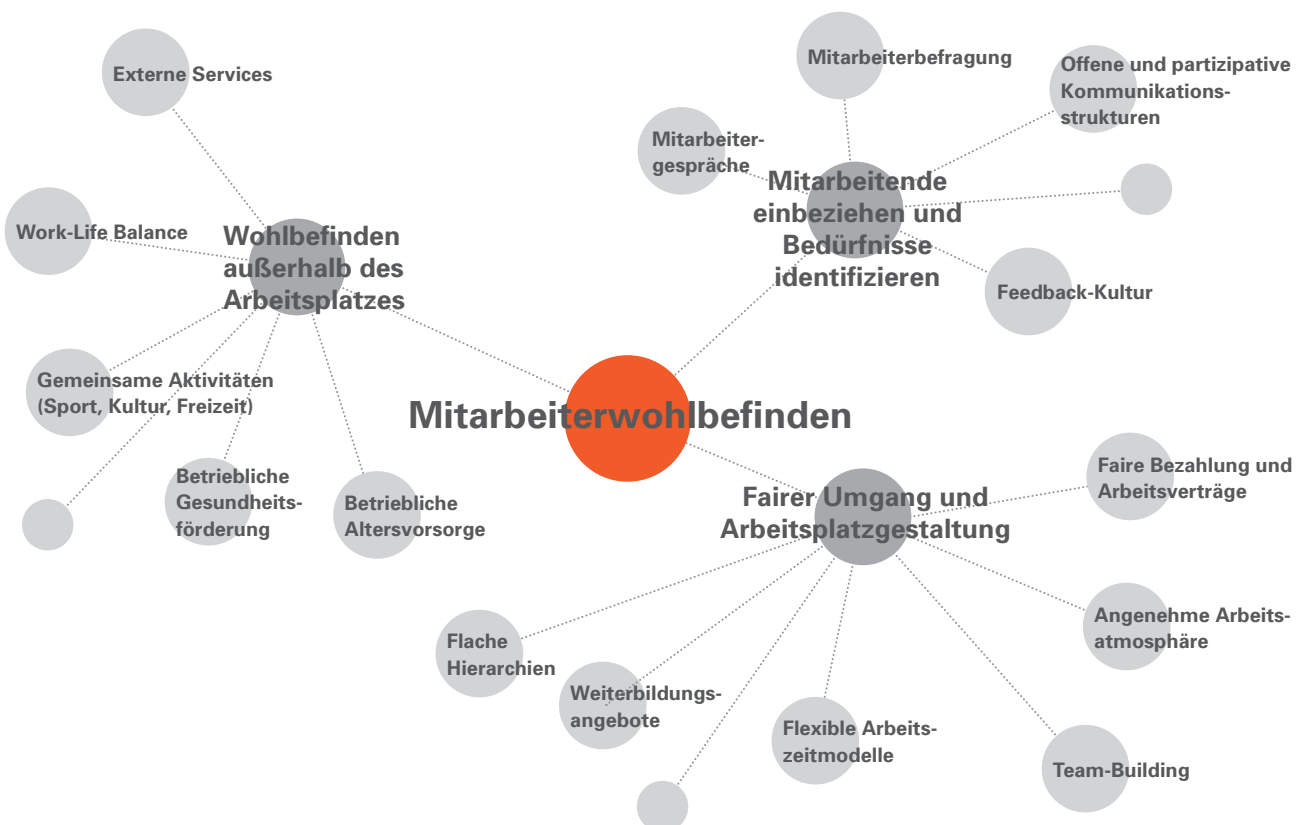 Externe Services
Work-Life Balance
Wohlbefinden
außerhalb des
Arbeitsplatzes
Gemeinsame Aktivitäten
(Sport, Kultur, Freizeit)
Betriebliche
Gesundheits-
förderung
Betriebliche
Altersvorsorge
Mitarbeiterbefragung
Offene und partizipative
Kommunikations-
strukturen
Mitarbeiter-
gespräche
Mitarbeitende
einbeziehen und
Bedürfnisse
identifizieren
Feedback-Kultur
Mitarbeiterwohlbefinden
Fairer Umgang und
Arbeitsplatzgestaltung
Faire Bezahlung und
Arbeitsverträge
Angenehme Arbeits-
atmosphäre
Flache
Hierarchien
Weiterbildungs-
angebote
Flexible Arbeits-
zeitmodelle
Team-Building